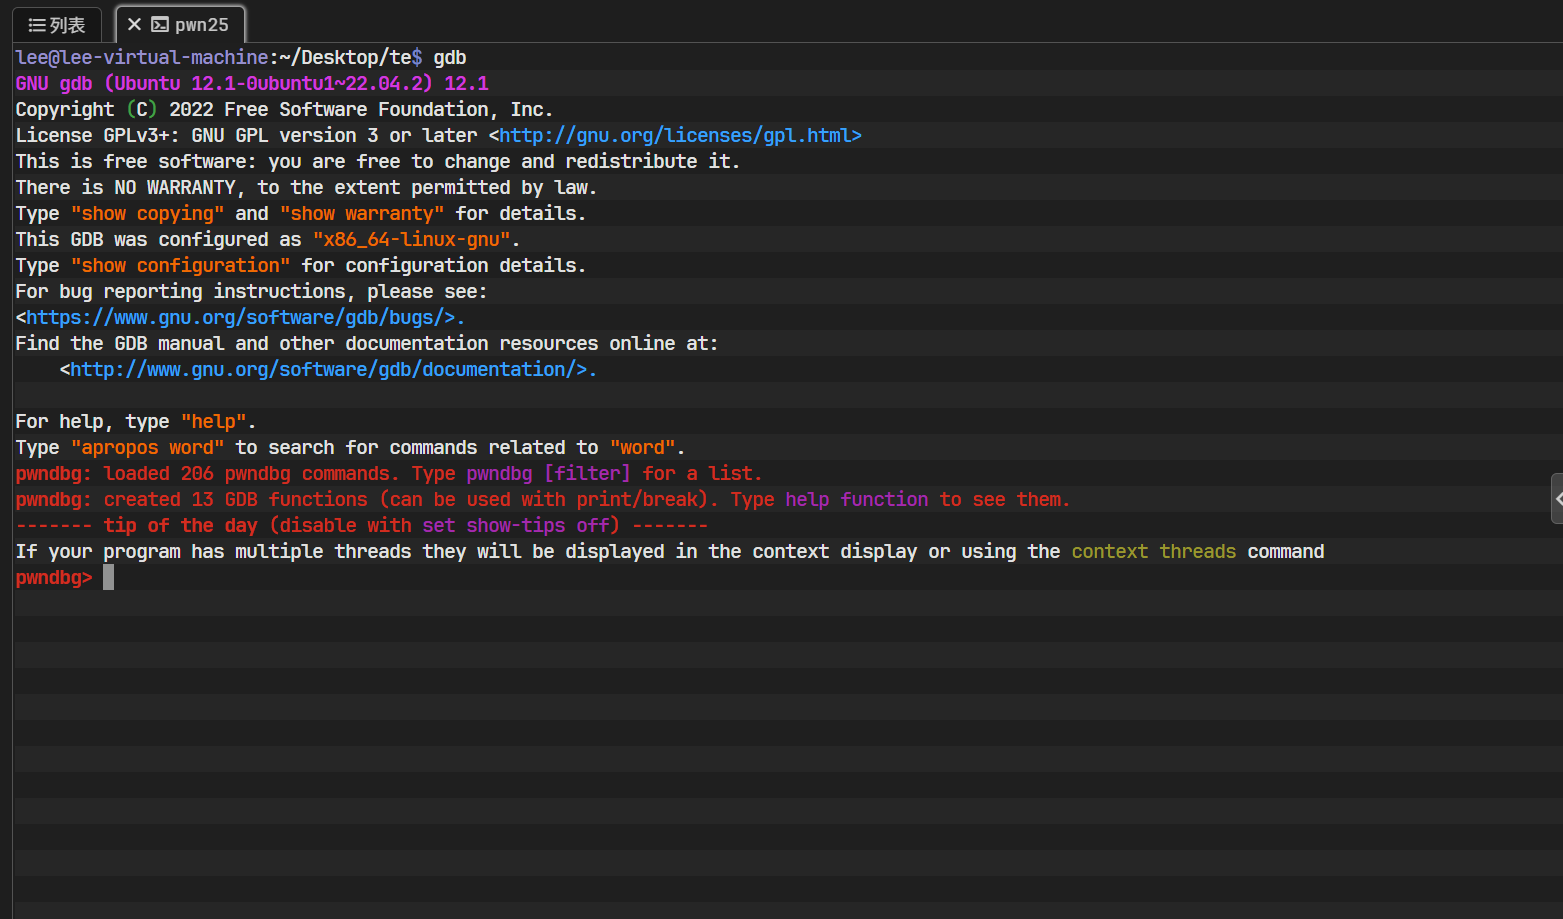 列表
pwn25
lee@lee-virtual-machine:~/Desktop/te$ gdb
GNU gdb (Ubuntu 12.1-0ubuntu1~22.04.2) 12.1
Copyright (C) 2022 Free Software Foundation, Inc.
License GPLv3+: GNU GPL version 3 or later <http://gnu.org/licenses/gpl.html>
This is free software: you are free to change and redistribute it.
There is NO WARRANTY, to the extent permitted by law.
Type "show copying" and "show warranty" for details.
This GDB was configured as "x86_64-linux-gnu".
Type "show configuration" for configuration details.
For bug reporting instructions, please see:
<https://www.gnu.org/software/gdb/bugs/>.
Find the GDB manual and other documentation resources online at:
    <http://www.gnu.org/software/gdb/documentation/>.
For help, type "help".
Type "apropos word" to search for commands related to "word".
pwndbg: loaded 206 pwndbg commands. Type pwndbg [filter] for a list.
pwndbg: created 13 GDB functions (can be used with print/break). Type help function to see them.
------- tip of the day (disable with set show-tips off) -------
If your program has multiple threads they will be displayed in the context display or using the context threads command
pwndbg>